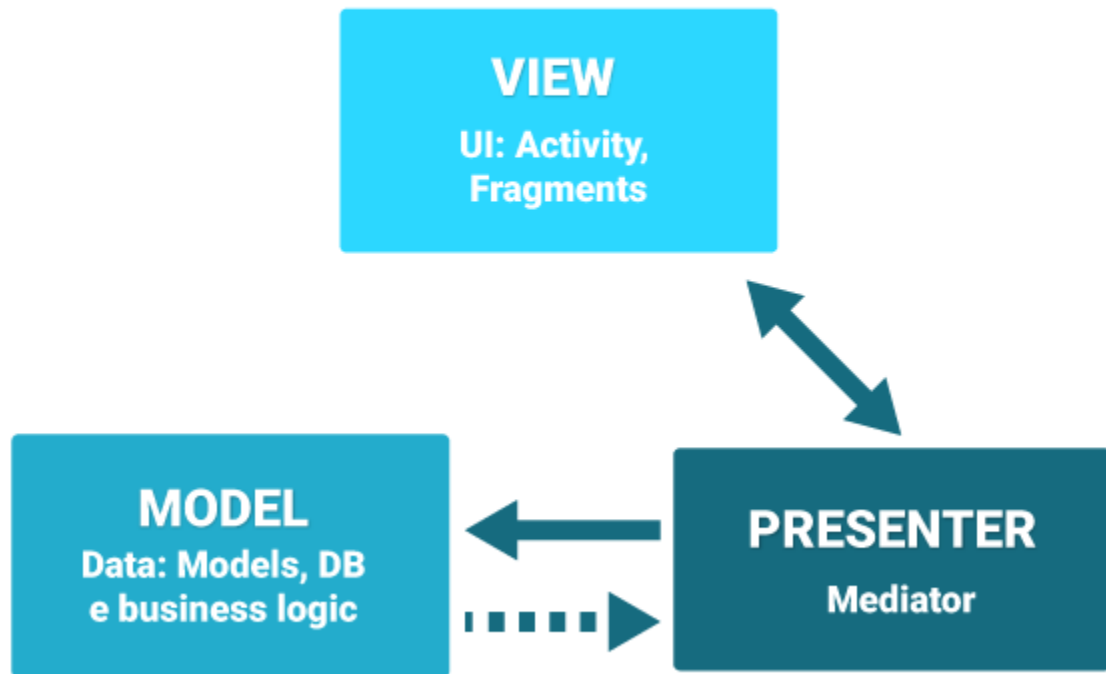 VIEW
UI: Activity,
Fragments
MODEL
Data: Models, DB
e business logic
PRESENTER
Mediator